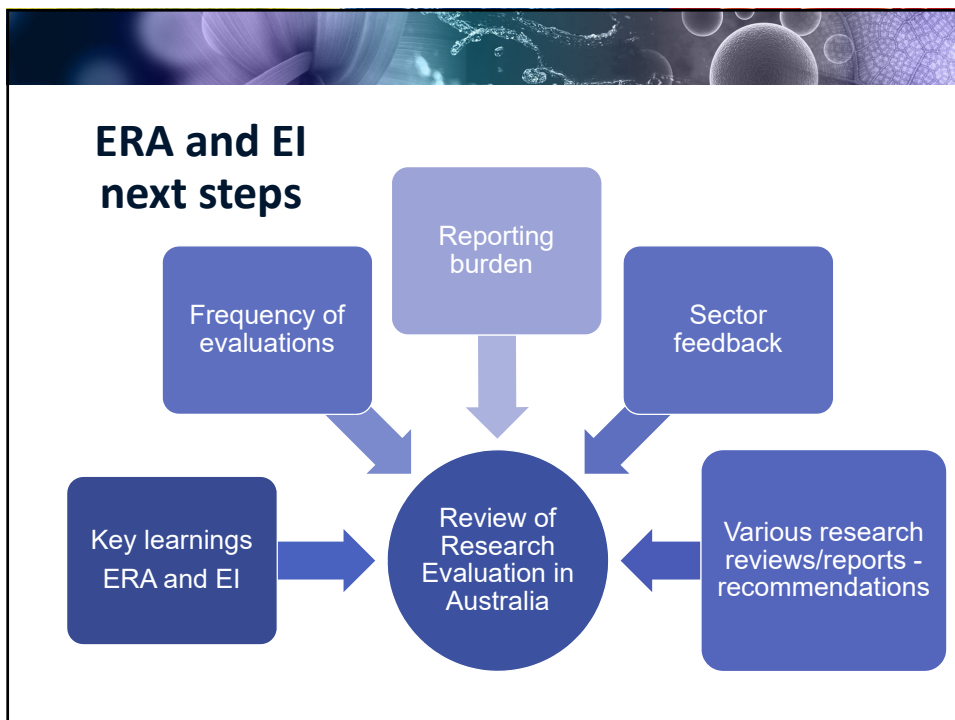 ERA and EI
next steps
Reporting
burden
Frequency of
evaluations
Sector
feedback
Key learnings
ERA and EI
Review of
Research
Evaluation in
Australia
Various research
reviews/reports -
recommendations